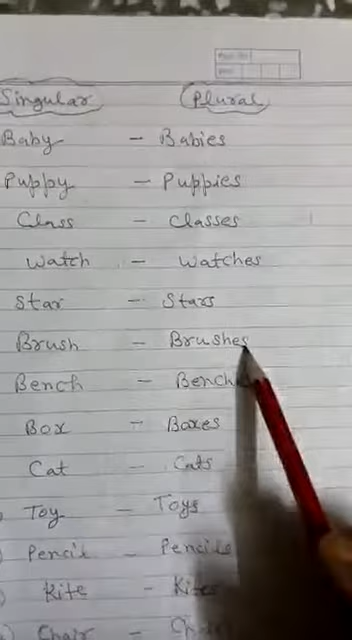 Singular Plural
Baby - Babies
Puppy - Puppies
Class - Classes
Watch - Watches
Star - Stars
Brush - Brushes
Bench -
Box - Boxes
Cat - Cats
Toy - Toys
Pencil - Pencils
Kite - Kites
Chair -